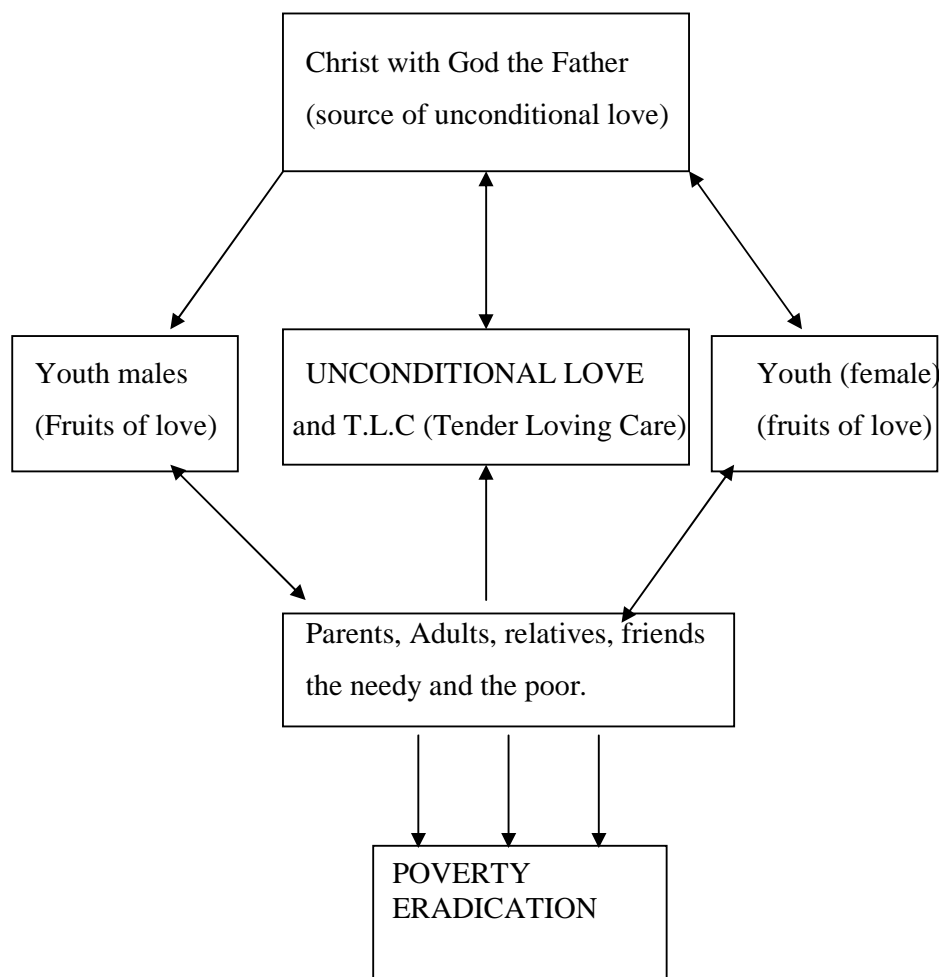 Christ with God the Father
(source of unconditional love)
Youth males
(Fruits of love)
UNCONDITIONAL LOVE
and T.L.C (Tender Loving Care)
Youth (female)
(fruits of love)
Parents, Adults, relatives, friends
the needy and the poor.
POVERTY
ERADICATION